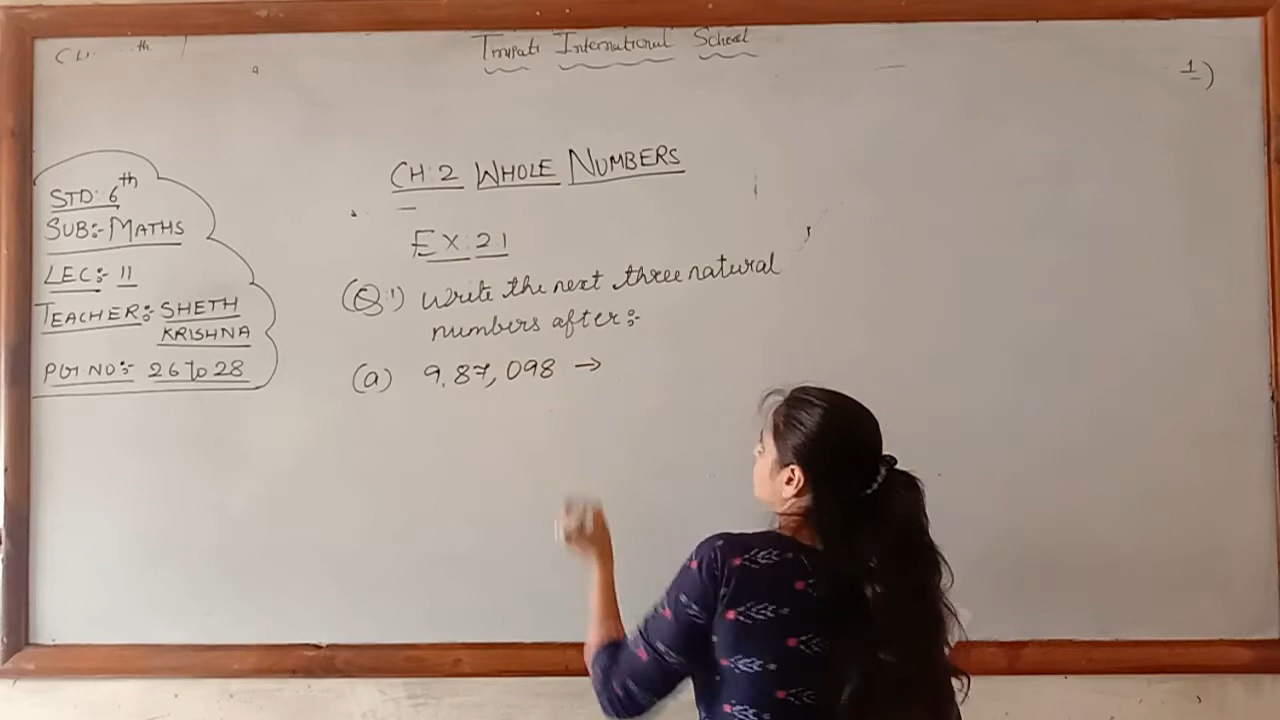 International School
1)
STD: 6th
SUB:- MATHS
LEC:- 11
TEACHER:- SHETH
KRISHNA
PG NO:- 26 to 28
CH:2 WHOLE NUMBERS
EX:2.1
(Q:1) Write the next three natural
numbers after:-
(a) 9,87,098 →